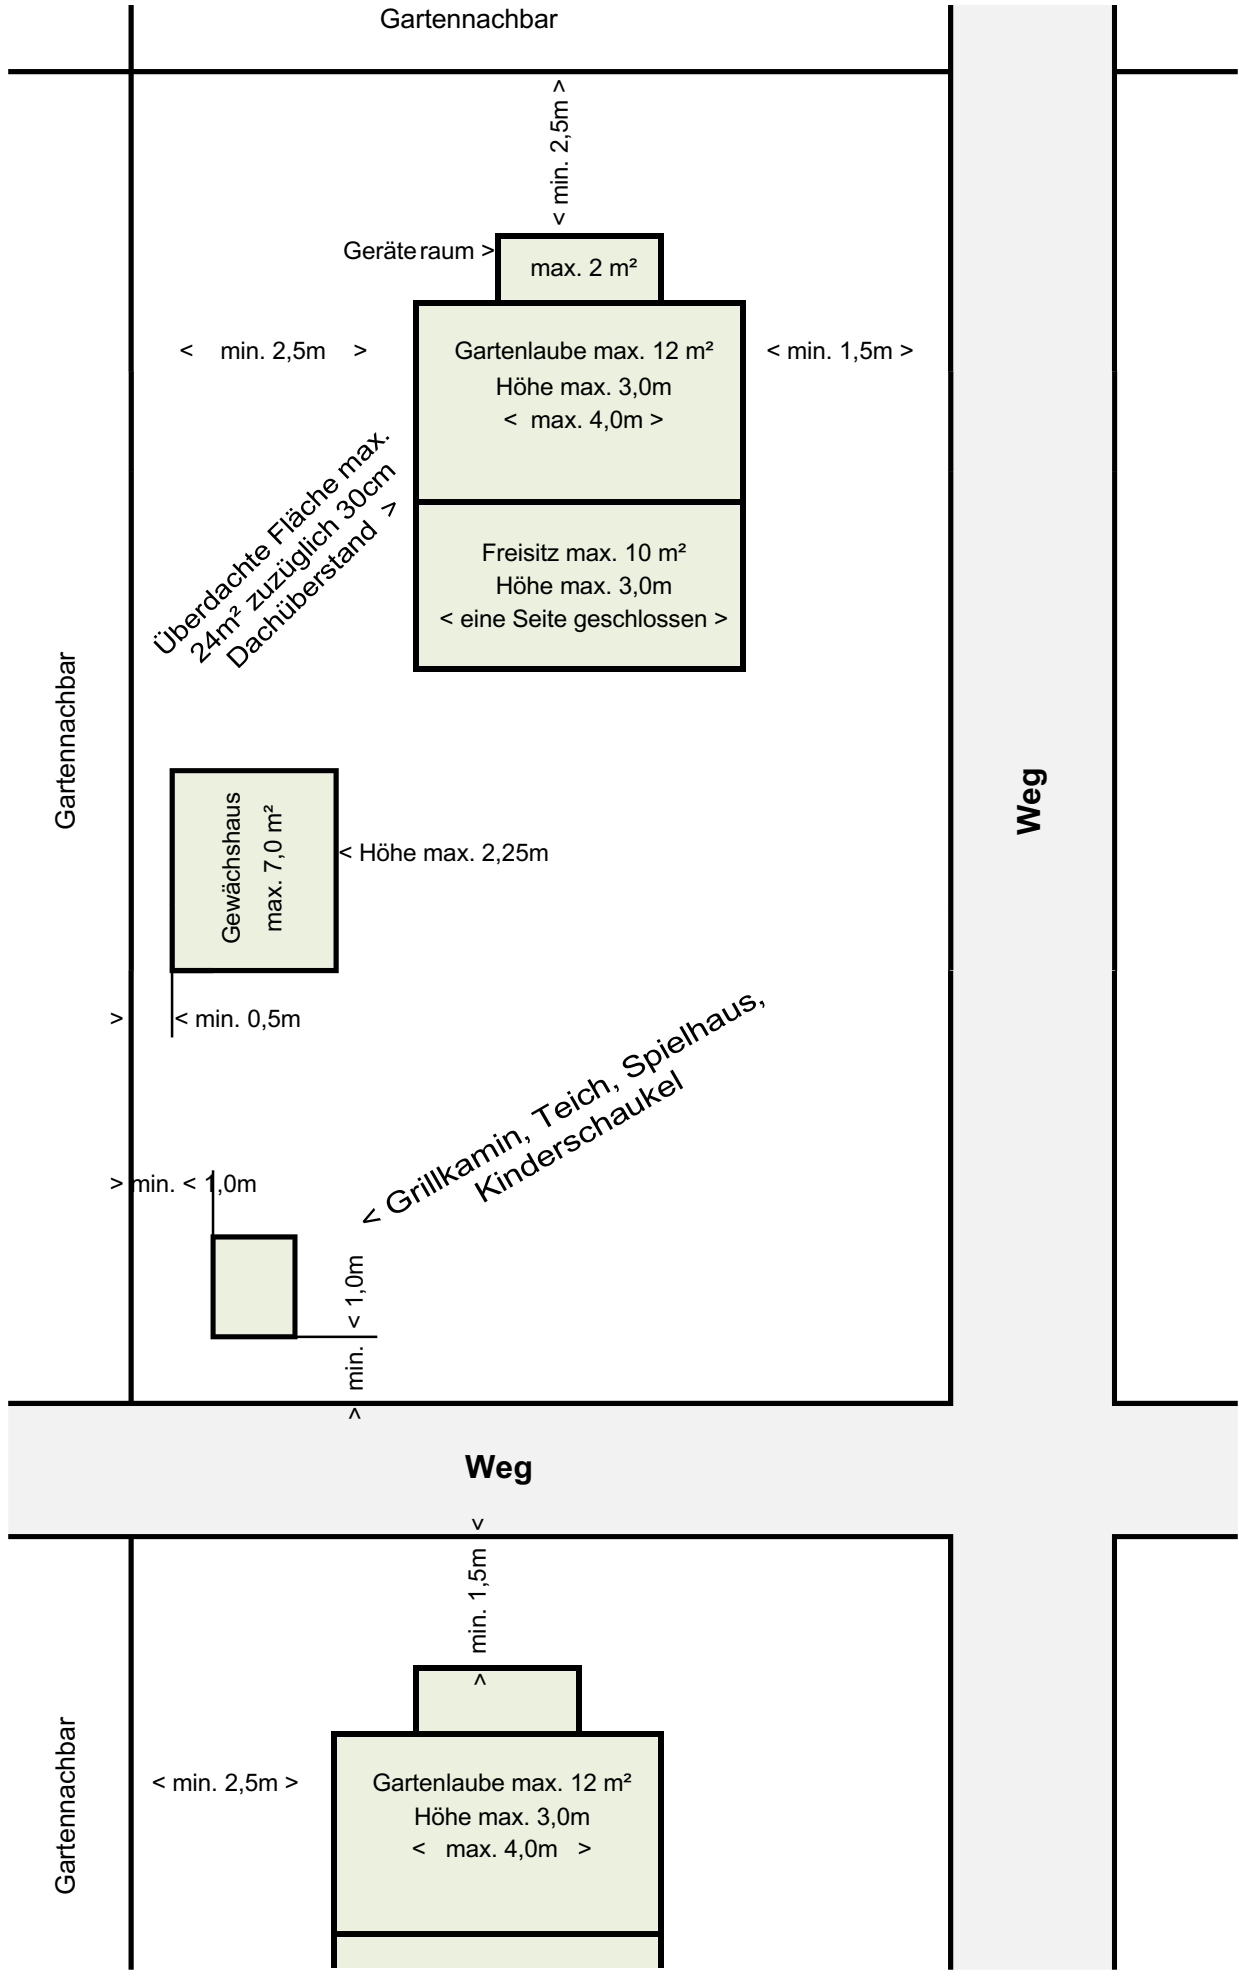 Gartennachbar
< min. 2,5m >
Geräteraum >
max. 2 m²
< min. 2,5m >
Gartenlaube max. 12 m²
Höhe max. 3,0m
< max. 4,0m >
< min. 1,5m >
Überdachte Fläche max.
24m² zuzüglich 30cm
Dachüberstand >
Freisitz max. 10 m²
Höhe max. 3,0m
< eine Seite geschlossen >
Gartennachbar
Weg
Gewächshaus
max. 7,0 m²
< Höhe max. 2,25m
> < min. 0,5m
< Grillkamin, Teich, Spielhaus,
Kinderschaukel
> min. < 1,0m
> min. < 1,0m
Weg
> min. 1,5m <
Gartennachbar
< min. 2,5m >
Gartenlaube max. 12 m²
Höhe max. 3,0m
< max. 4,0m >